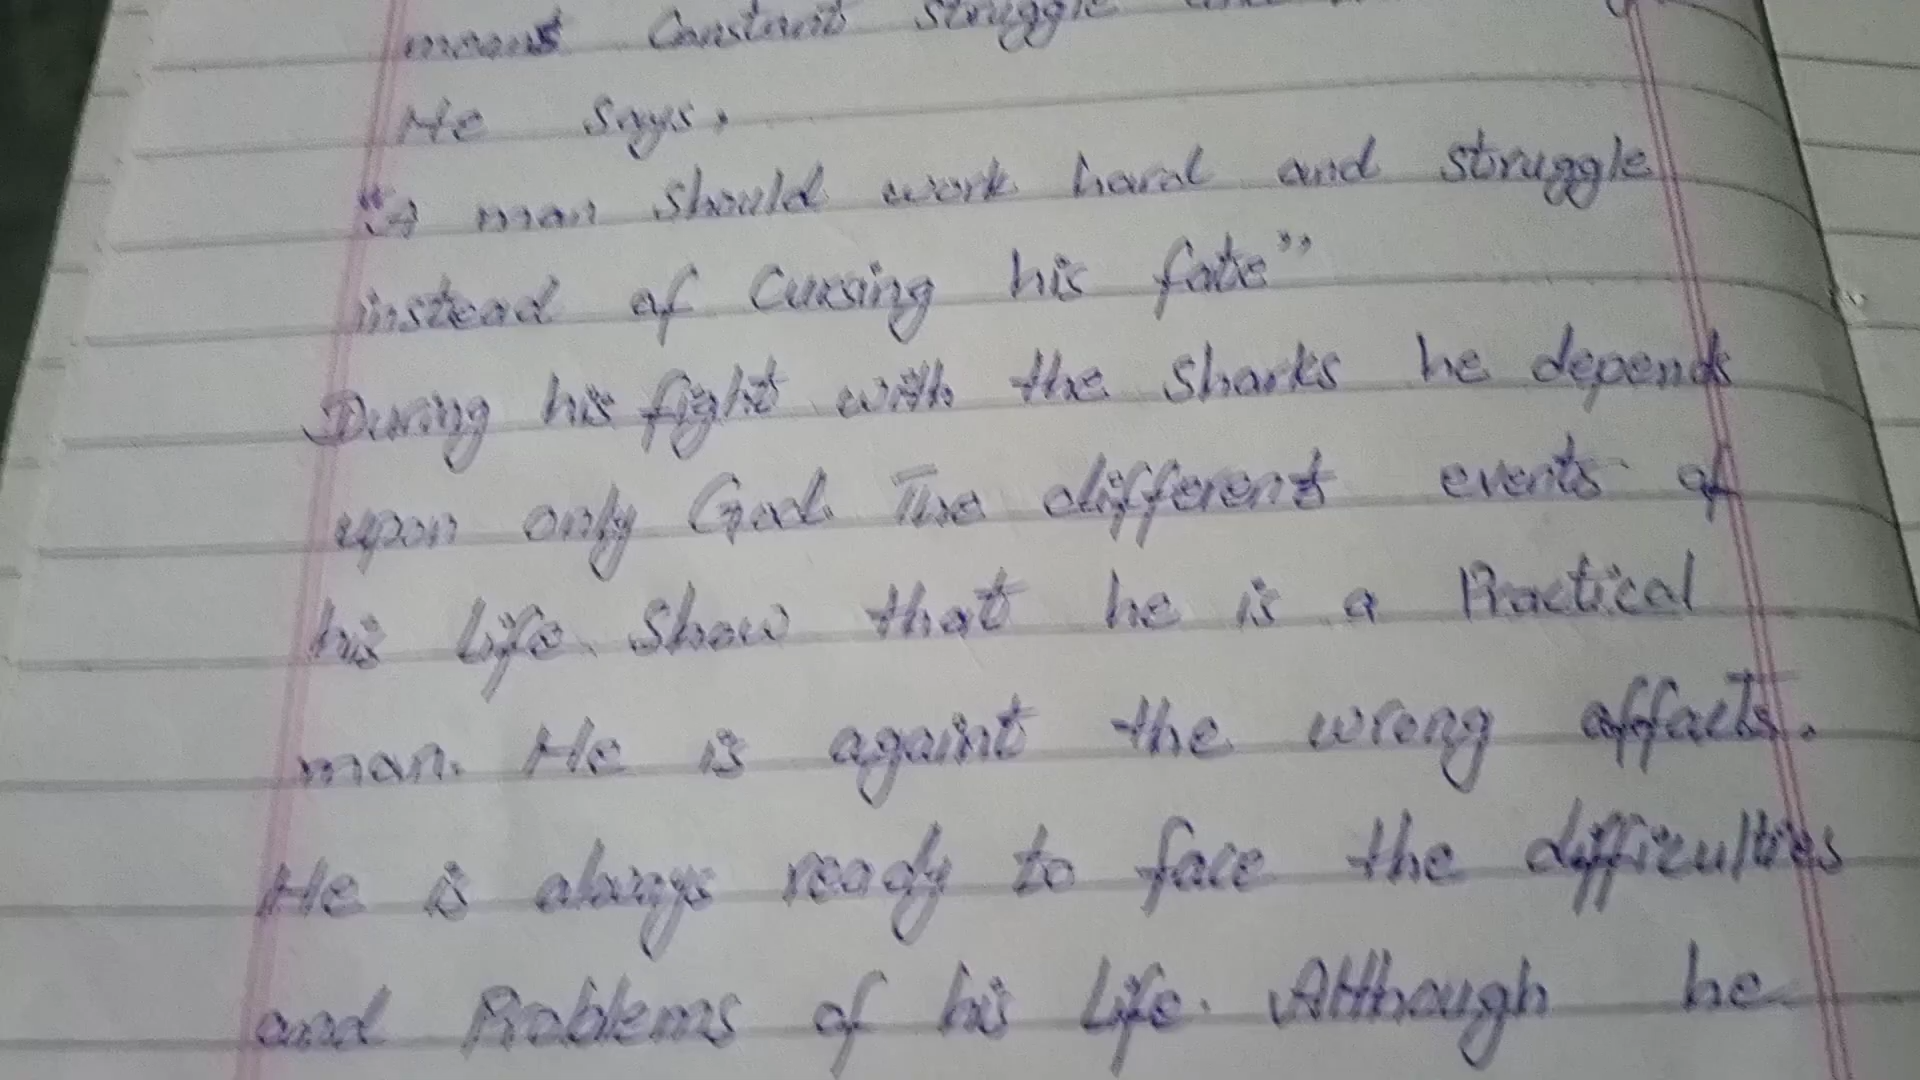 means Constant struggle
He says,
"A man should work hard and struggle
instead of Cursing his fate"
During his fight with the Sharks he depends
upon only God. The different events of
his Life Show that he is a Practical
man. He is againt the wrong affacts.
He is always ready to face the difficulties
and Problems of his Life. Although he